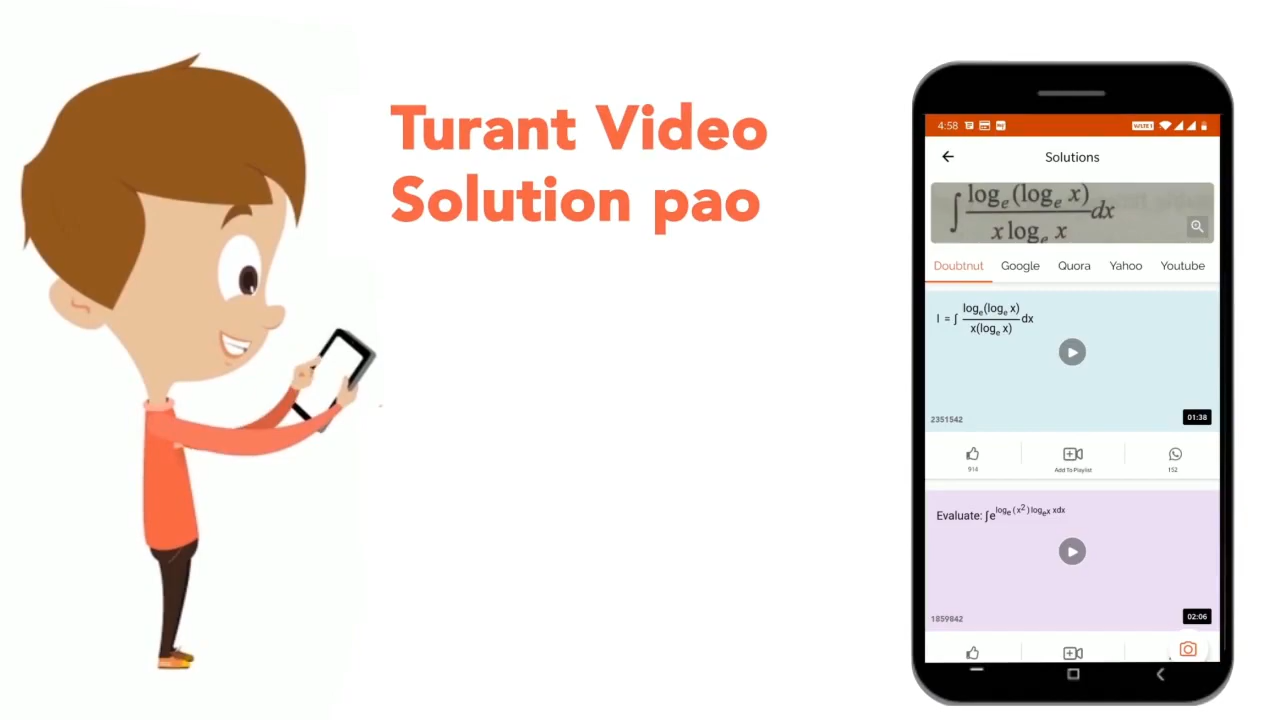 Turant Video
Solution pao
4:58
VoLTE1
Solutions
∫ logₑ(logₑ x) / x logₑ x dx
Doubtnut Google Quora Yahoo Youtube
I = ∫ logₑ(logₑ x) / x(logₑ x) dx
2351542 01:38
914 Add To Playlist 152
Evaluate: ∫e^logₑ(x²)logₑx xdx
1859842 02:06